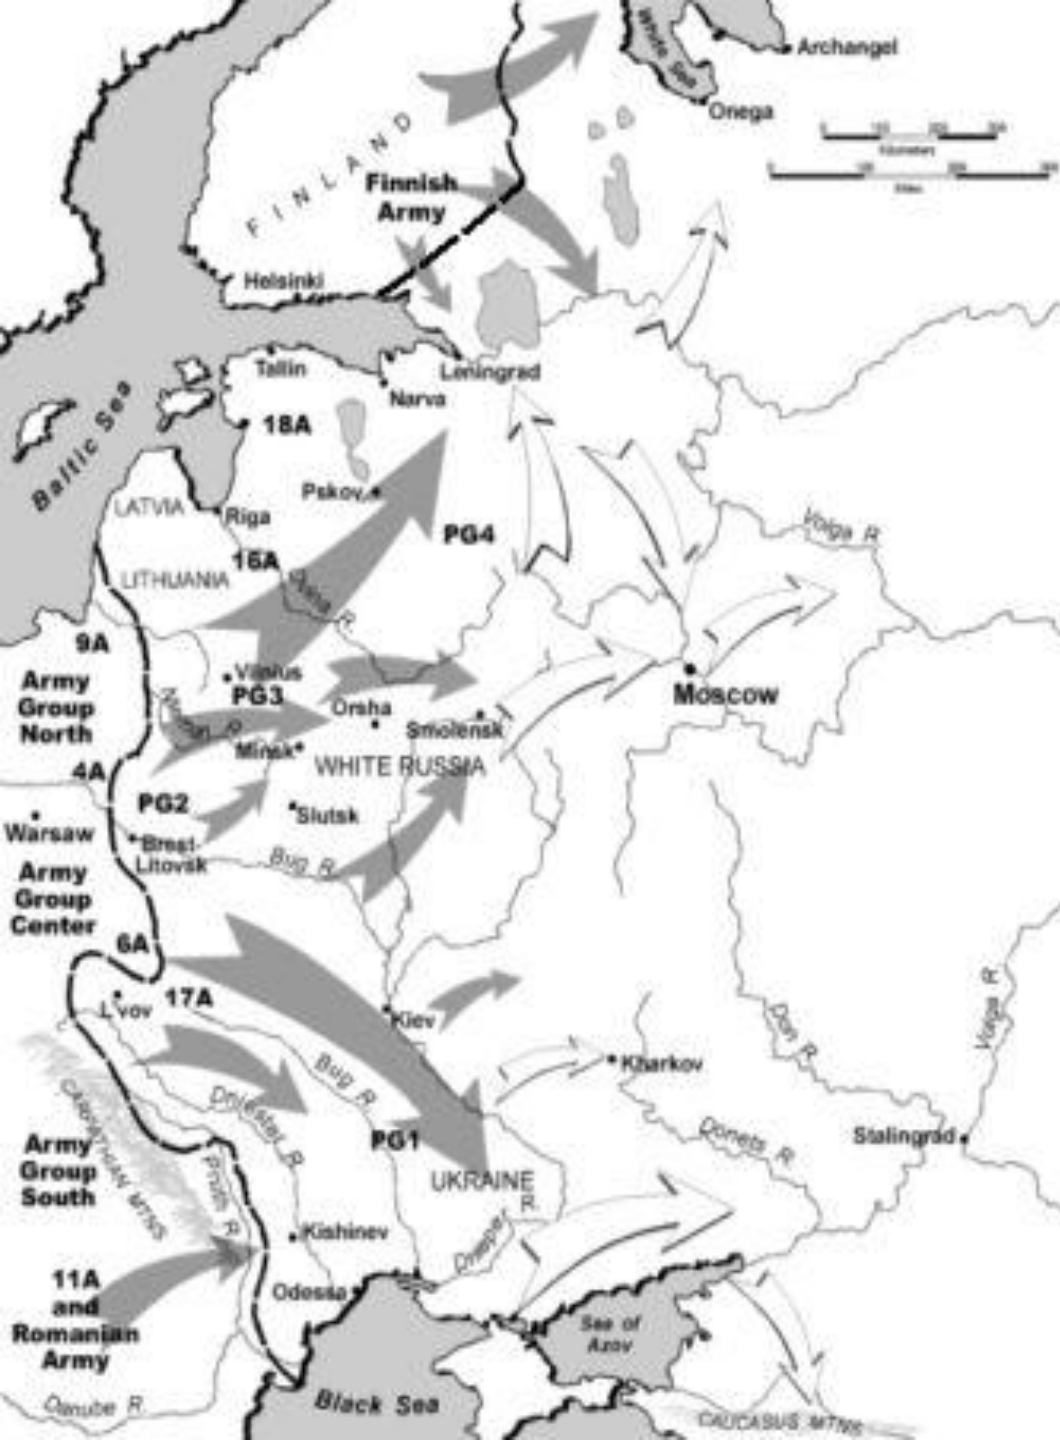 White Sea
Archangel
Onega
Kilometers
Miles
FINLAND
Finnish
Army
Helsinki
Tallin
Leningrad
Narva
Baltic Sea
18A
Pskov
LATVIA
Riga
PG4
Volga R
16A
LITHUANIA
Dvina R.
9A
Vilnius
Army
Group
North
PG3
Moscow
Neman R
Orsha
Smolensk
Minsk
WHITE RUSSIA
4A
PG2
Slutsk
Warsaw
Brest-
Litovsk
Bug R.
Army
Group
Center
6A
17A
L'vov
Kiev
Volga R
Don R.
Kharkov
Bug R
CARPATHIAN MTNS
Dniester R.
PG1
Donets R.
Stalingrad
Army
Group
South
Pruth R.
UKRAINE
Dnieper R
Kishinev
11A
and
Romanian
Army
Odessa
Sea of
Azov
Danube R.
Black Sea
CAUCASUS MTNS